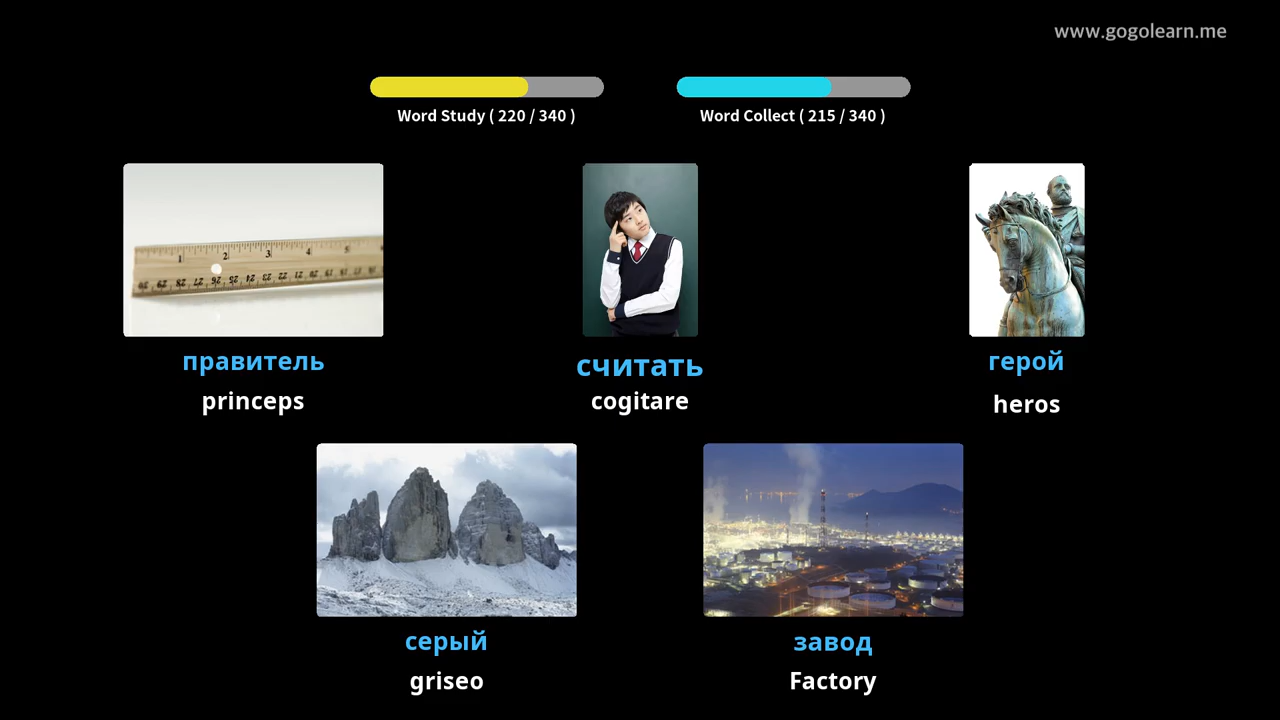 www.gogolearn.me
Word Study ( 220 / 340 )
Word Collect ( 215 / 340 )
правитель
считать
герой
princeps
cogitare
heros
серый
завод
griseo
Factory